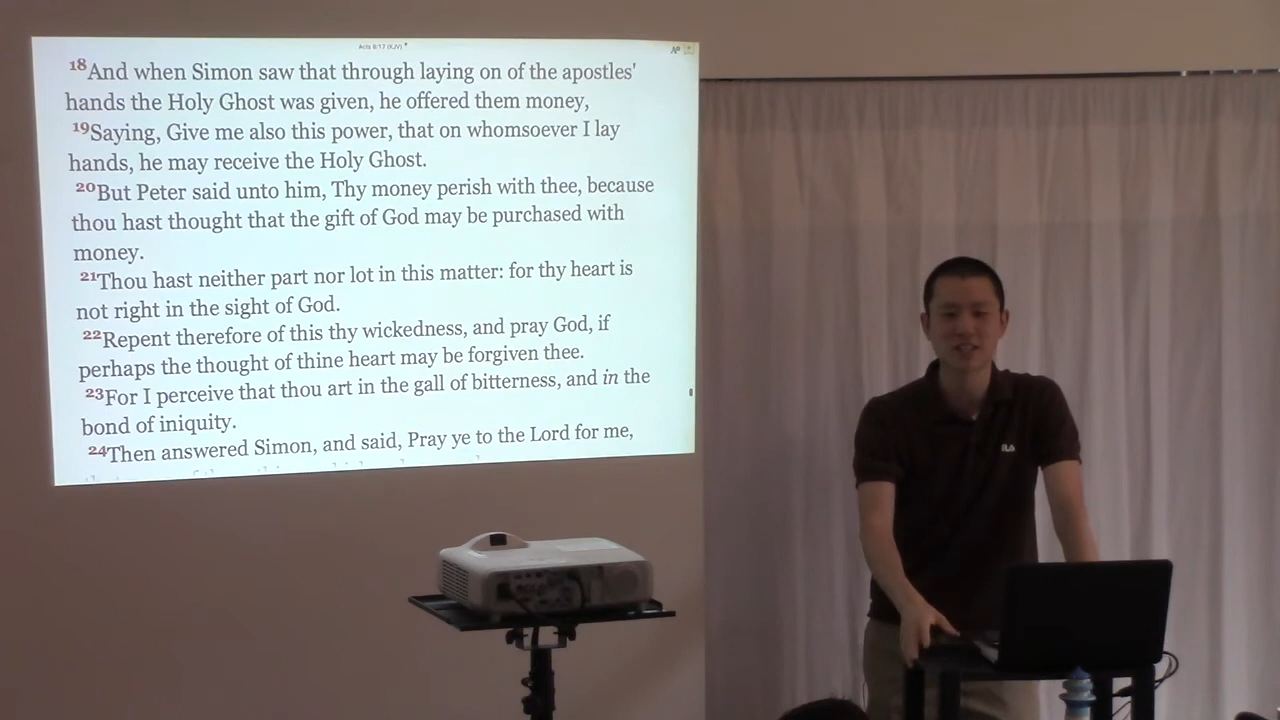 Acts 8:17 (KJV)
18And when Simon saw that through laying on of the apostles'
hands the Holy Ghost was given, he offered them money,
19Saying, Give me also this power, that on whomsoever I lay
hands, he may receive the Holy Ghost.
20But Peter said unto him, Thy money perish with thee, because
thou hast thought that the gift of God may be purchased with
money.
21Thou hast neither part nor lot in this matter: for thy heart is
not right in the sight of God.
22Repent therefore of this thy wickedness, and pray God, if
perhaps the thought of thine heart may be forgiven thee.
23For I perceive that thou art in the gall of bitterness, and in the
bond of iniquity.
24Then answered Simon, and said, Pray ye to the Lord for me,